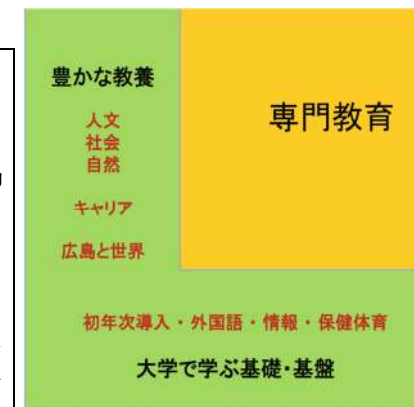 豊かな教養
人文
社会
自然
キャリア
広島と世界
専門教育
初年次導入・外国語・情報・保健体育
大学で学ぶ基礎・基盤